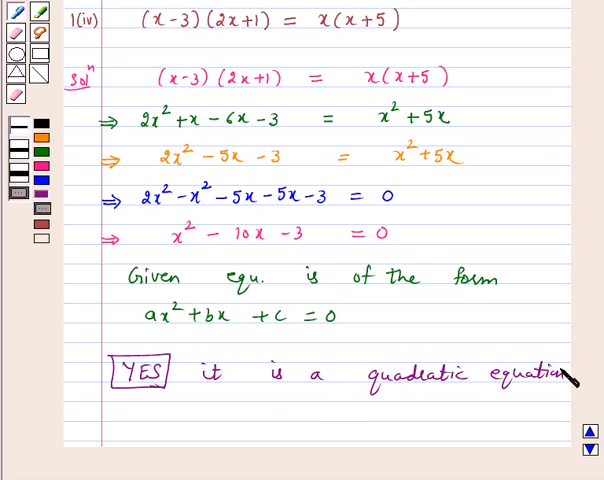 1(iv) (x-3) (2x+1) = x(x+5)
Solⁿ (x-3) (2x+1) = x(x+5)
⇒ 2x² + x - 6x - 3 = x² + 5x
⇒ 2x² - 5x - 3 = x² + 5x
⇒ 2x² - x² - 5x - 5x - 3 = 0
⇒ x² - 10x - 3 = 0
Given equ. is of the form
ax² + bx + c = 0
YES it is a quadratic equation